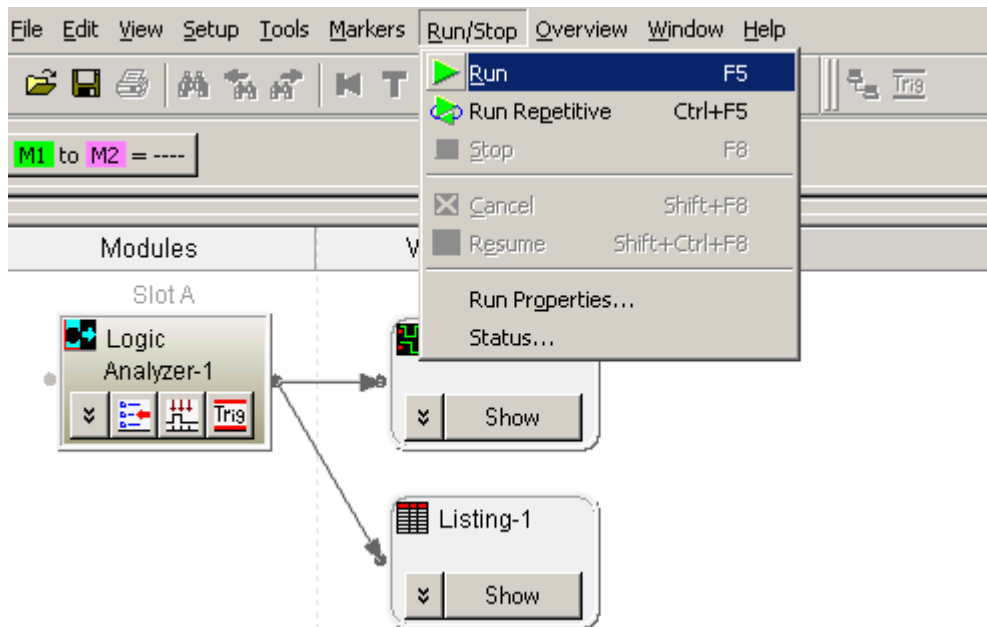 File Edit View Setup Tools Markers Run/Stop Overview Window Help
Run F5
Run Repetitive Ctrl+F5
Stop F8
Cancel Shift+F8
Resume Shift+Ctrl+F8
Run Properties...
Status...
T
Trig
M1 to M2 = ----
Modules V
Slot A
Logic
Analyzer-1
Trig
Show
Listing-1
Show